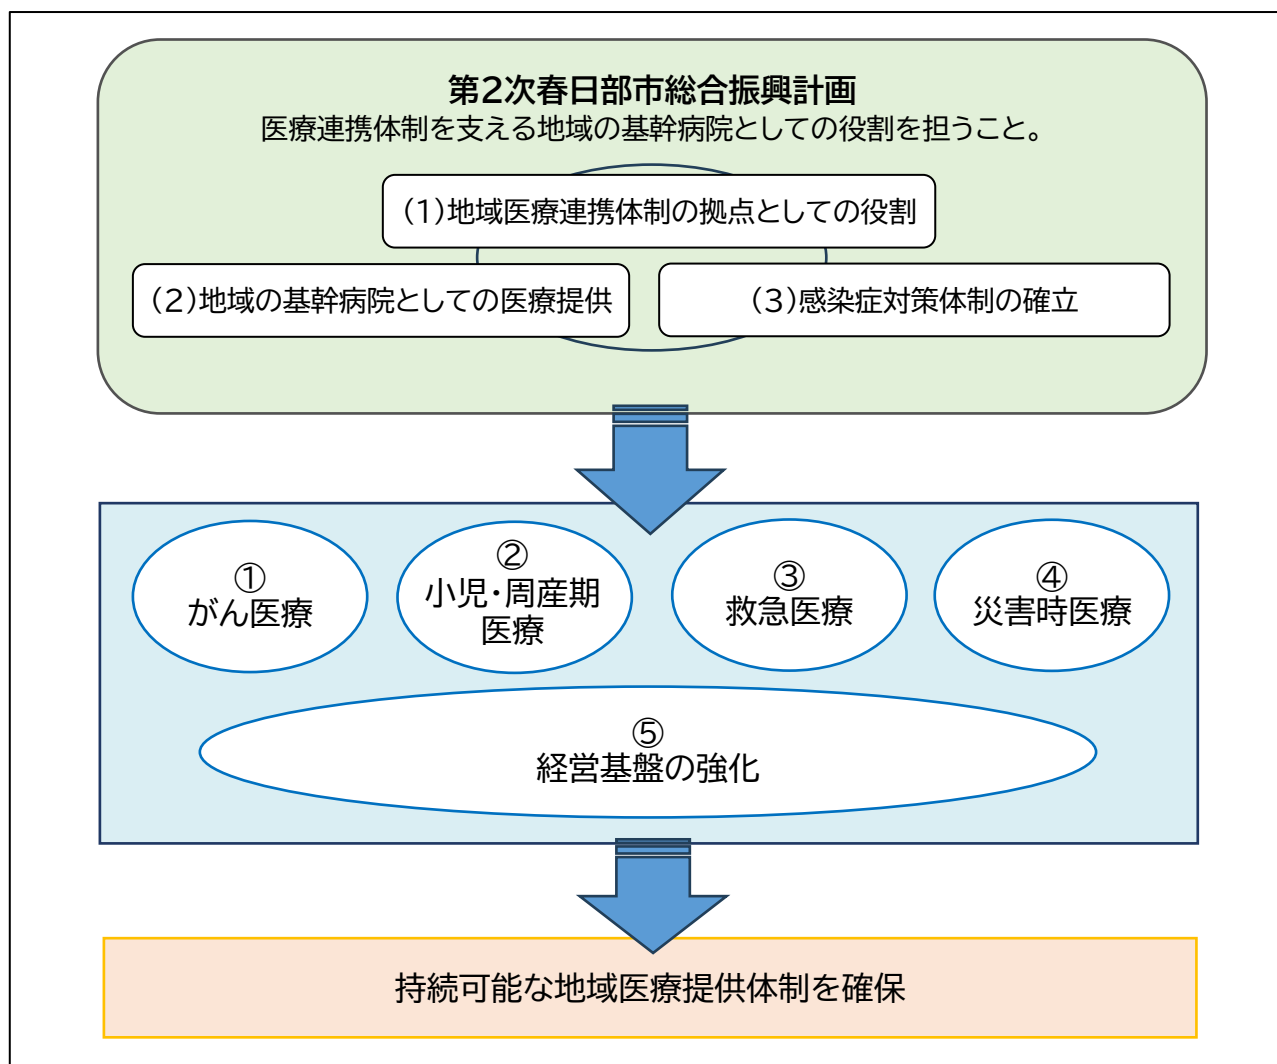 第2次春日部市総合振興計画
医療連携体制を支える地域の基幹病院としての役割を担うこと。
(1)地域医療連携体制の拠点としての役割
(2)地域の基幹病院としての医療提供
(3)感染症対策体制の確立
①
がん医療
②
小児・周産期
医療
③
救急医療
④
災害時医療
⑤
経営基盤の強化
持続可能な地域医療提供体制を確保